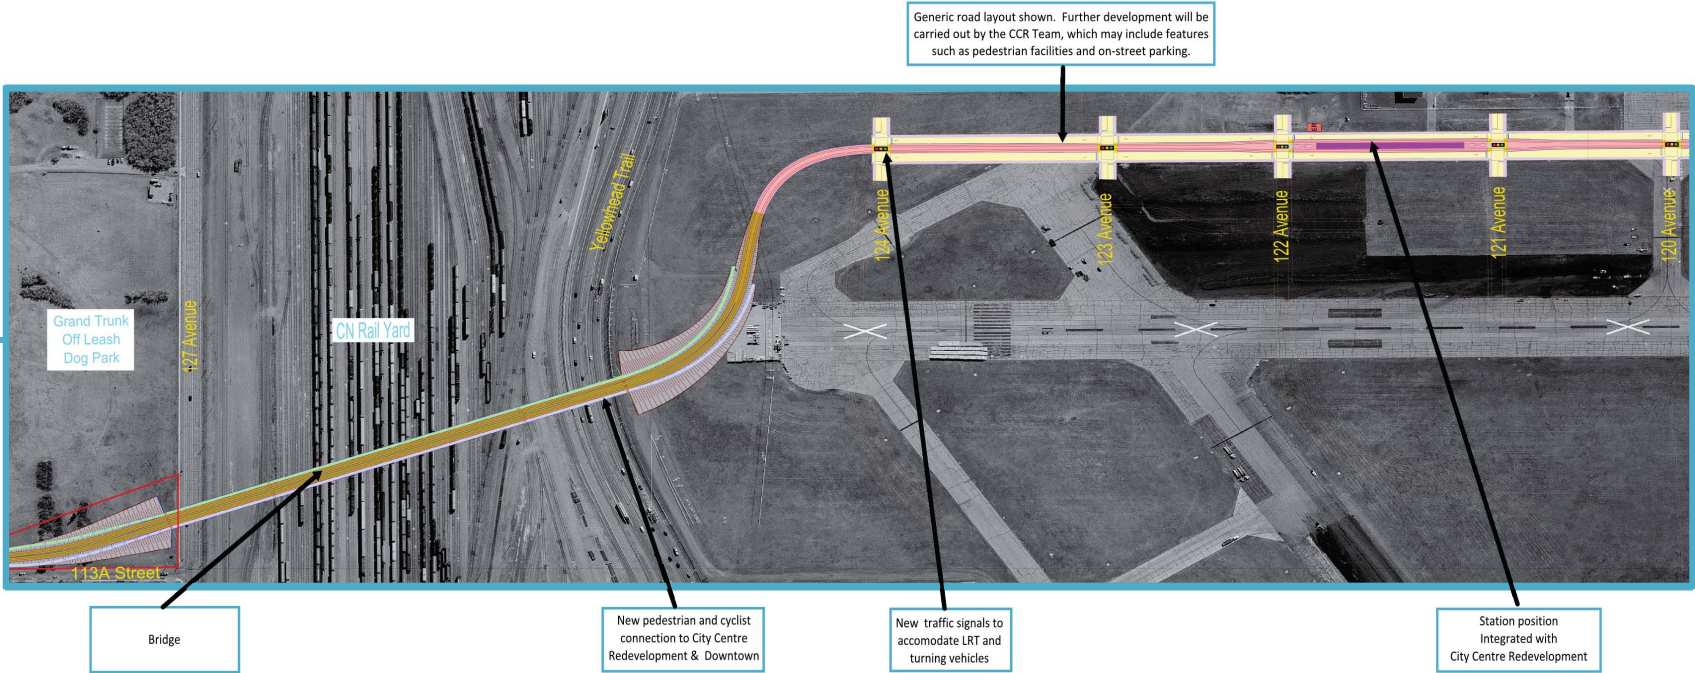 Generic road layout shown.  Further development will be
carried out by the CCR Team, which may include features
such as pedestrian facilities and on-street parking.
Yellowhead Trail
124 Avenue
123 Avenue
122 Avenue
121 Avenue
120 Avenue
127 Avenue
Grand Trunk
Off Leash
Dog Park
CN Rail Yard
113A Street
Bridge
New pedestrian and cyclist
connection to City Centre
Redevelopment &  Downtown
New  traffic signals to
accomodate LRT and
turning vehicles
Station position
Integrated with
City Centre Redevelopment